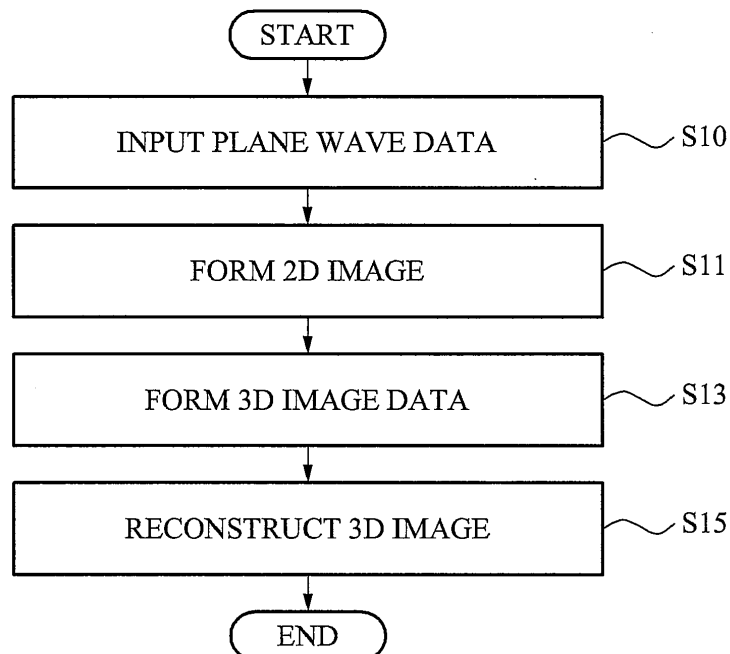 START
INPUT PLANE WAVE DATA
S10
FORM 2D IMAGE
S11
FORM 3D IMAGE DATA
S13
RECONSTRUCT 3D IMAGE
S15
END